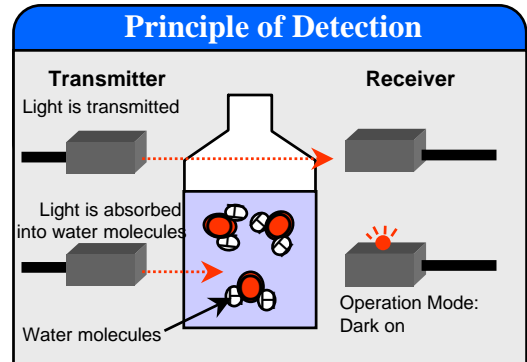 Principle of Detection
Transmitter
Receiver
Light is transmitted
Light is absorbed
into water molecules
Operation Mode:
Dark on
Water molecules